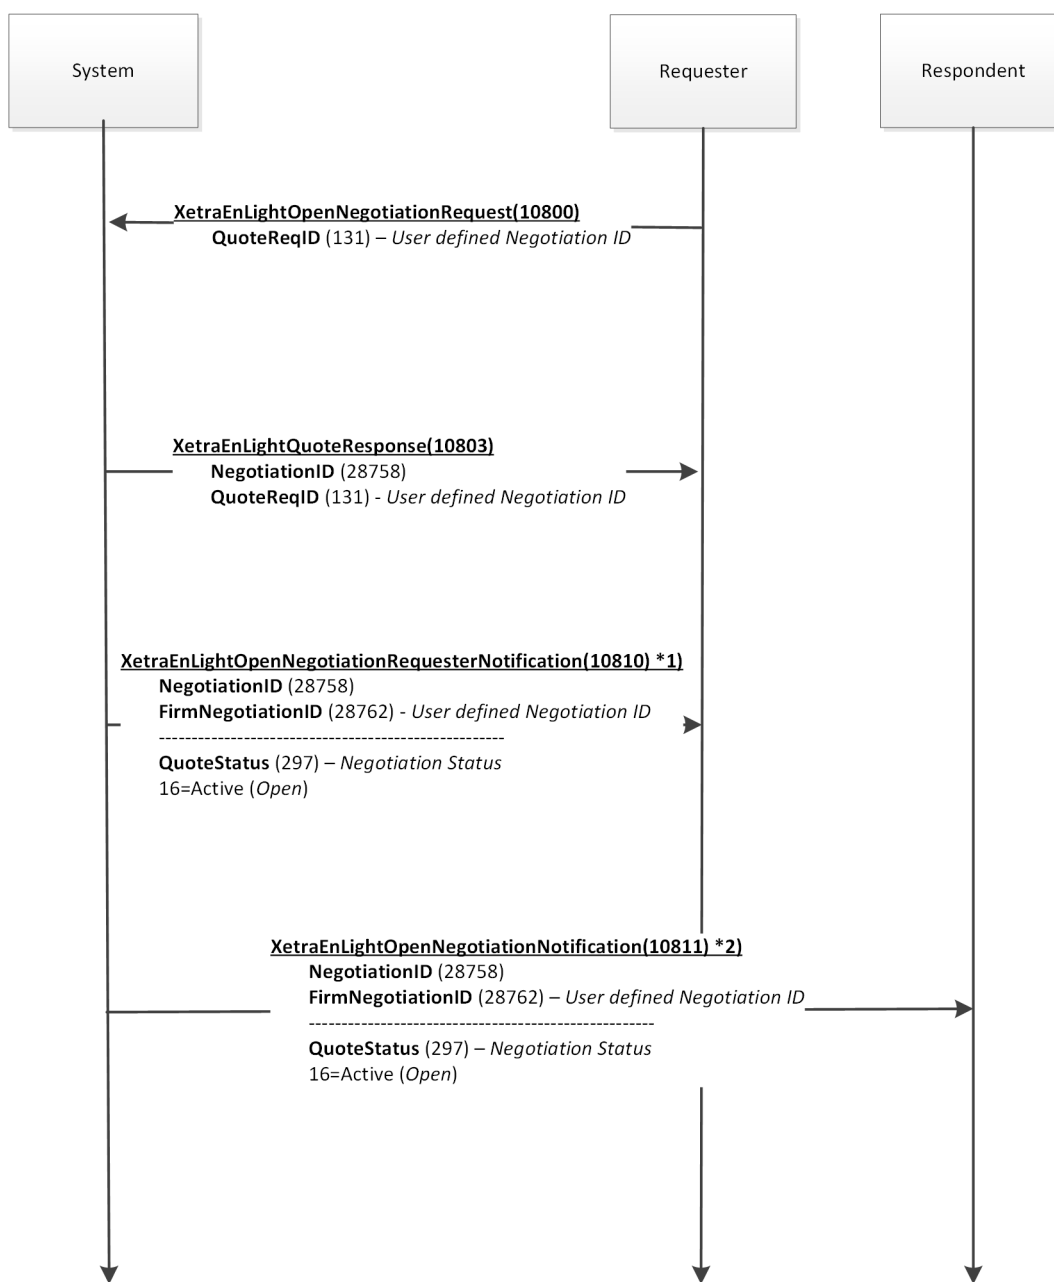 System
Requester
Respondent
XetraEnLightOpenNegotiationRequest(10800)
QuoteReqID (131) – User defined Negotiation ID
XetraEnLightQuoteResponse(10803)
NegotiationID (28758)
QuoteReqID (131) - User defined Negotiation ID
XetraEnLightOpenNegotiationRequesterNotification(10810) *1)
NegotiationID (28758)
FirmNegotiationID (28762) - User defined Negotiation ID
-----------------------------------------------------
QuoteStatus (297) – Negotiation Status
16=Active (Open)
XetraEnLightOpenNegotiationNotification(10811) *2)
NegotiationID (28758)
FirmNegotiationID (28762) – User defined Negotiation ID
-----------------------------------------------------
QuoteStatus (297) – Negotiation Status
16=Active (Open)